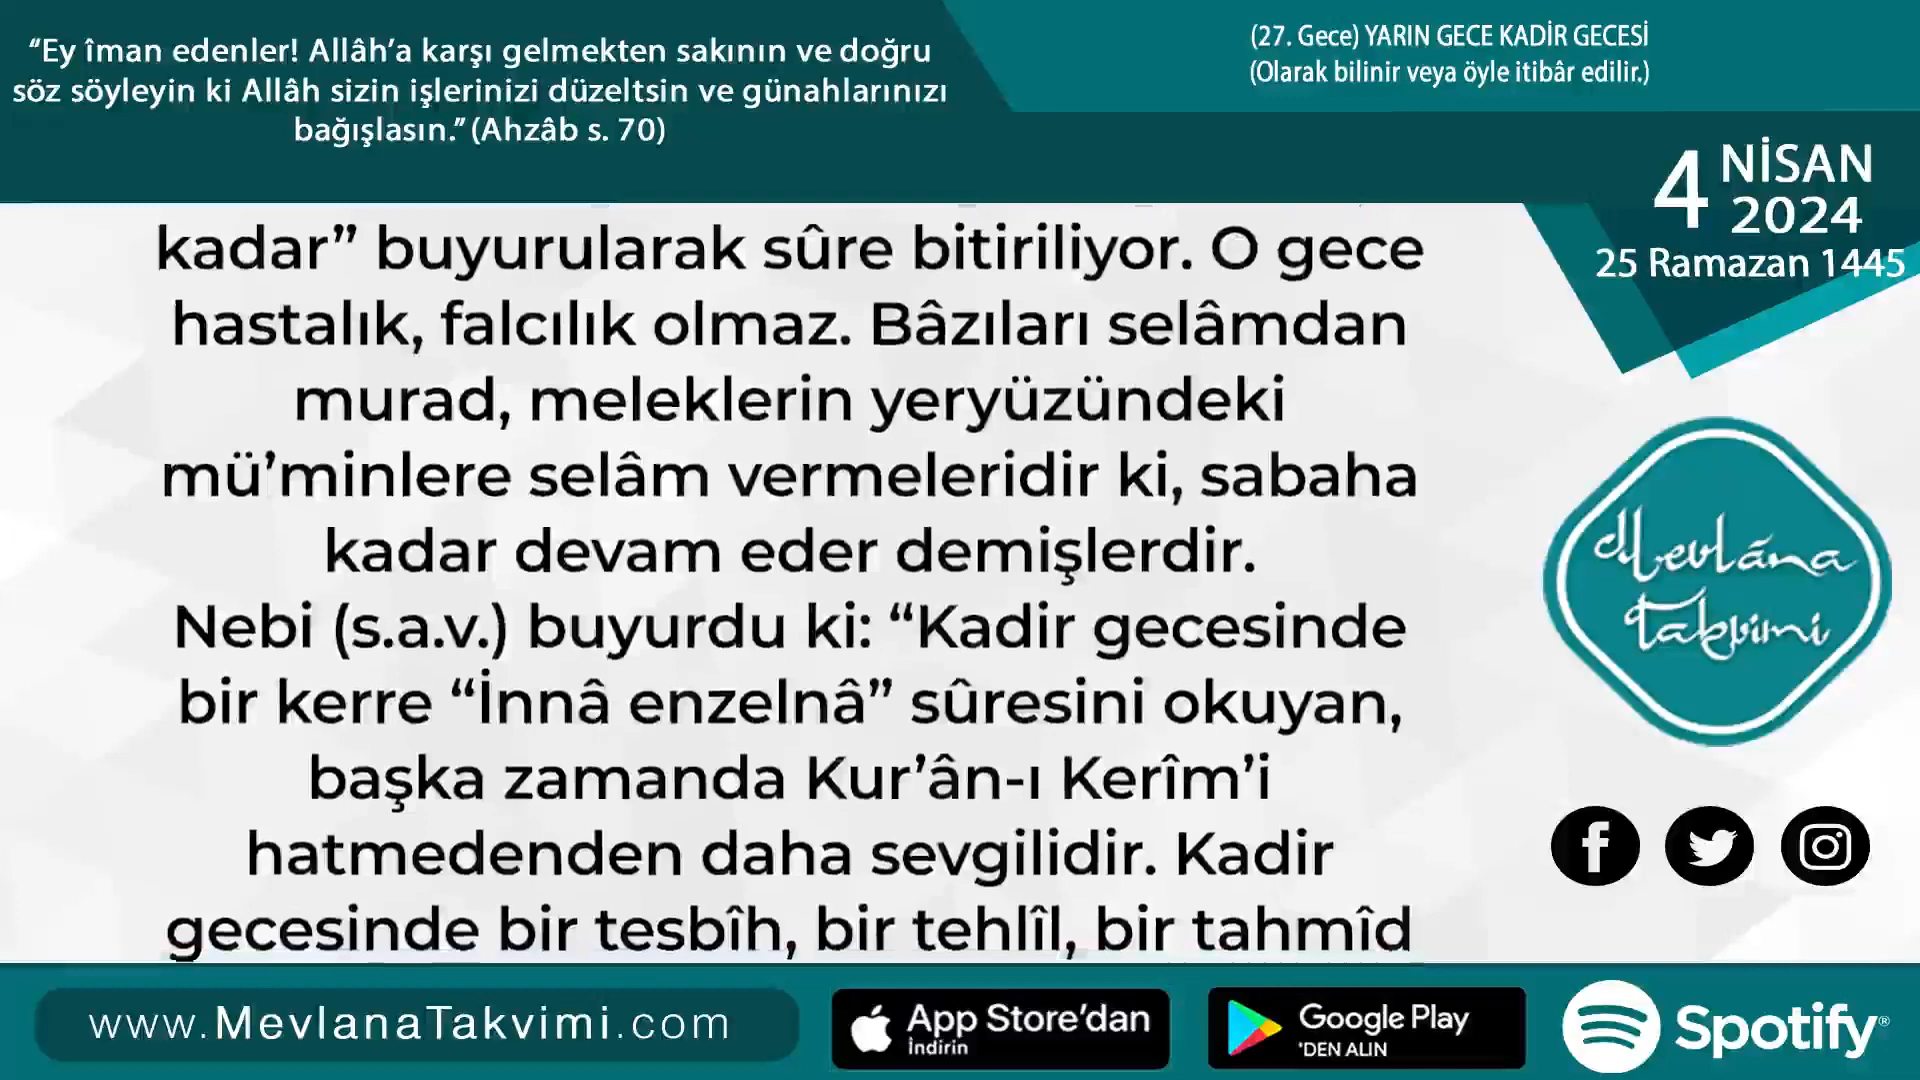 “Ey îman edenler! Allâh’a karşı gelmekten sakının ve doğru
söz söyleyin ki Allâh sizin işlerinizi düzeltsin ve günahlarınızı
bağışlasın.” (Ahzâb s. 70)
(27. Gece) YARIN GECE KADİR GECESİ
(Olarak bilinir veya öyle itibâr edilir.)
4 NİSAN
2024
25 Ramazan 1445
kadar” buyurularak sûre bitiriliyor. O gece
hastalık, falcılık olmaz. Bâzıları selâmdan
murad, meleklerin yeryüzündeki
mü’minlere selâm vermeleridir ki, sabaha
kadar devam eder demişlerdir.
Nebi (s.a.v.) buyurdu ki: “Kadir gecesinde
bir kerre “İnnâ enzelnâ” sûresini okuyan,
başka zamanda Kur’ân-ı Kerîm’i
hatmedenden daha sevgilidir. Kadir
gecesinde bir tesbîh, bir tehlîl, bir tahmîd
Mevlâna
Takvimi
www.MevlanaTakvimi.com
App Store’dan
İndirin
Google Play
'DEN ALIN
Spotify®